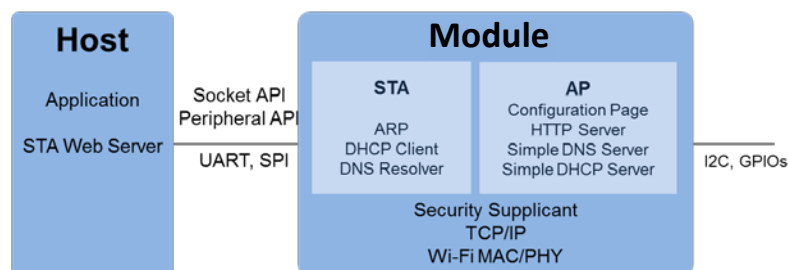 Host
Application
STA Web Server
Socket API
Peripheral API
UART, SPI
Module
STA
ARP
DHCP Client
DNS Resolver
AP
Configuration Page
HTTP Server
Simple DNS Server
Simple DHCP Server
Security Supplicant
TCP/IP
Wi-Fi MAC/PHY
I2C, GPIOs